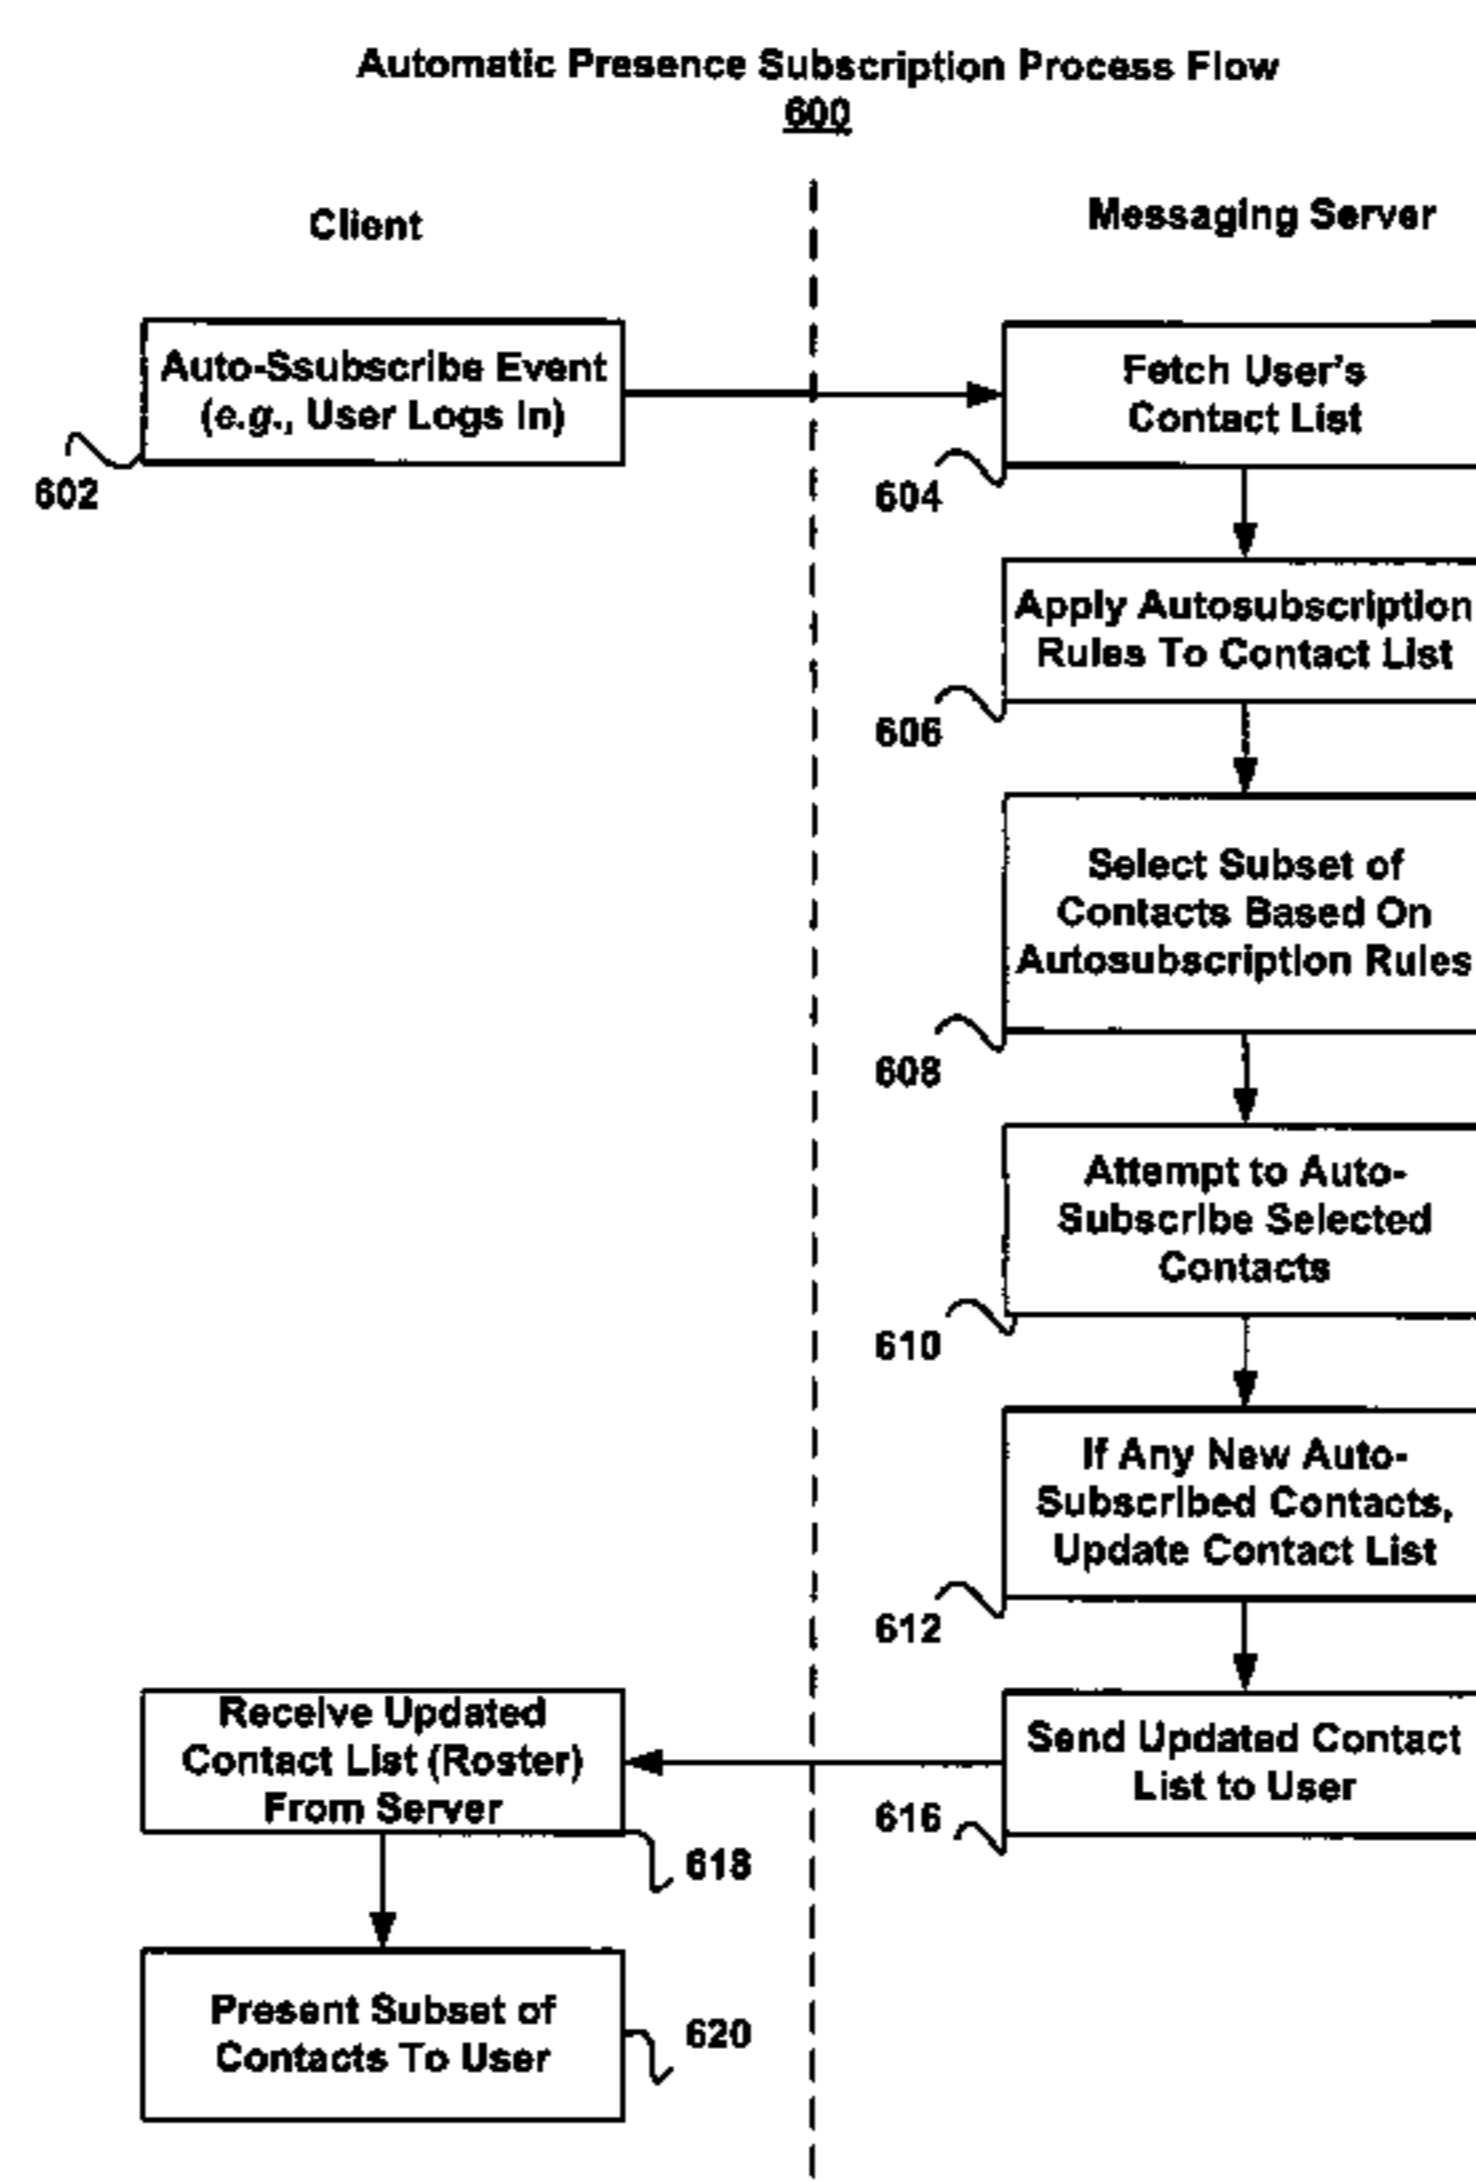 Automatic Presence Subscription Process Flow
600
Client
Messaging Server
Auto-Ssubscribe Event
(e.g., User Logs In)
602
Fetch User's
Contact List
604
Apply Autosubscription
Rules To Contact List
606
Select Subset of
Contacts Based On
Autosubscription Rules
608
Attempt to Auto-
Subscribe Selected
Contacts
610
If Any New Auto-
Subscribed Contacts,
Update Contact List
612
Send Updated Contact
List to User
616
Receive Updated
Contact List (Roster)
From Server
618
Present Subset of
Contacts To User
620